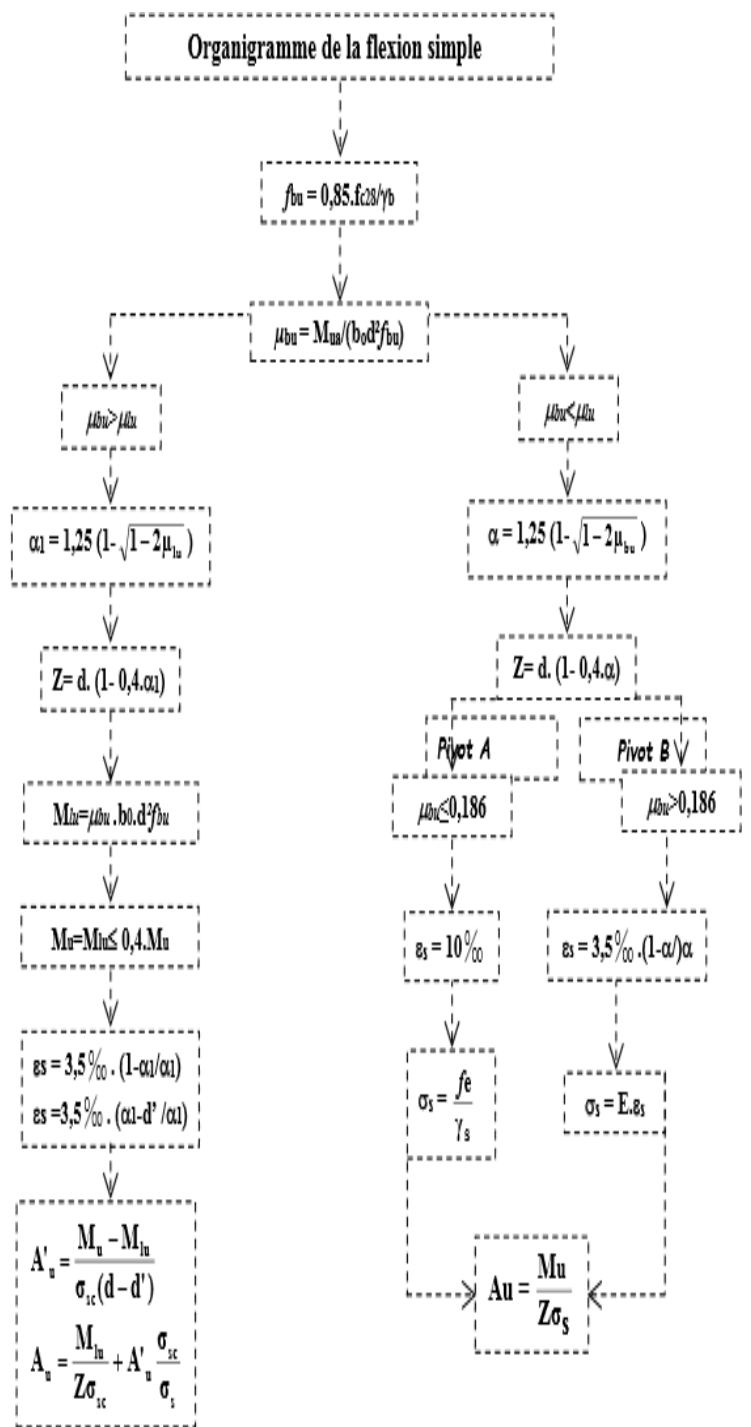 Organigramme de la flexion simple
fbu = 0,85.fc28/γb
μbu = Mua/(b0d²fbu)
μbu>μlu
α1 = 1,25 (1- √1−2μlu )
Z= d. (1- 0,4.α1)
Mlu=μbu .b0.d²fbu
Mu=Mlu≤ 0,4.Mu
εs = 3,5‰ . (1-α1/α1)
εs =3,5‰ . (α1-d’ /α1)
A'u = (Mu − Mlu)/(σsc(d − d'))
Au = Mlu/(Zσsc) + A'u σsc/σs
μbu<μlu
α = 1,25 (1- √1−2μbu )
Z= d. (1- 0,4.α)
Pivot A
μbu≤0,186
εs = 10‰
σs = fe/γs
Pivot B
μbu>0,186
εs = 3,5‰ .(1-α/)α
σs = E.εs
Au = Mu/(Zσs)